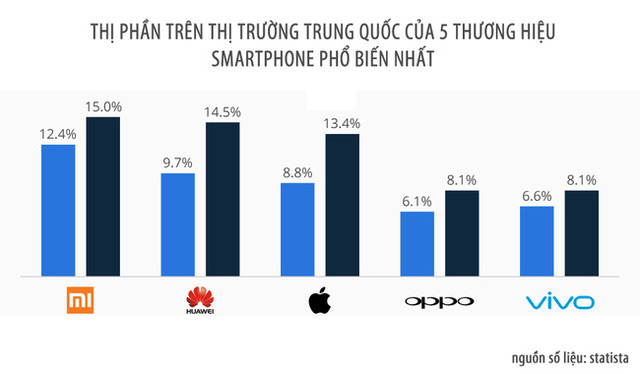 THỊ PHẦN TRÊN THỊ TRƯỜNG TRUNG QUỐC CỦA 5 THƯƠNG HIỆU
SMARTPHONE PHỔ BIẾN NHẤT
12.4% 15.0% 9.7% 14.5% 8.8% 13.4% 6.1% 8.1% 6.6% 8.1%
MI HUAWEI oppo vivo
nguồn số liệu: statista